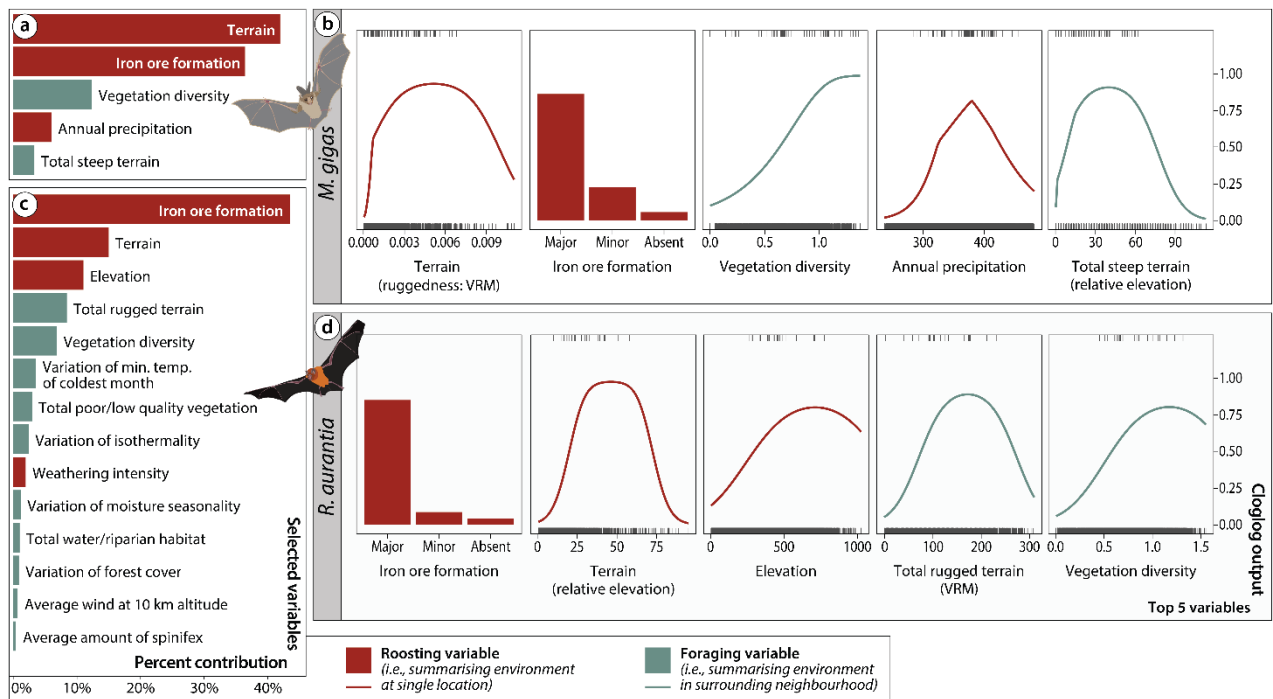 a
Terrain
Iron ore formation
Vegetation diversity
Annual precipitation
Total steep terrain
b
M. gigas
1.00
0.75
0.50
0.25
0.00
0.000 0.003 0.006 0.009
Major Minor Absent
0.0 0.5 1.0
300 400
0 30 60 90
Terrain
(ruggedness: VRM)
Iron ore formation
Vegetation diversity
Annual precipitation
Total steep terrain
(relative elevation)
c
Iron ore formation
Terrain
Elevation
Total rugged terrain
Vegetation diversity
Variation of min. temp.
of coldest month
Total poor/low quality vegetation
Variation of isothermality
Weathering intensity
Variation of moisture seasonality
Total water/riparian habitat
Variation of forest cover
Average wind at 10 km altitude
Average amount of spinifex
Selected variables
Percent contribution
0% 10% 20% 30% 40%
d
R. aurantia
1.00
0.75
0.50
0.25
0.00
Cloglog output
Major Minor Absent
0 25 50 75
0 500 1000
0 100 200 300
0.0 0.5 1.0 1.5
Iron ore formation
Terrain
(relative elevation)
Elevation
Total rugged terrain
(VRM)
Vegetation diversity
Top 5 variables
Roosting variable
(i.e., summarising environment
at single location)
Foraging variable
(i.e., summarising environment
in surrounding neighbourhood)